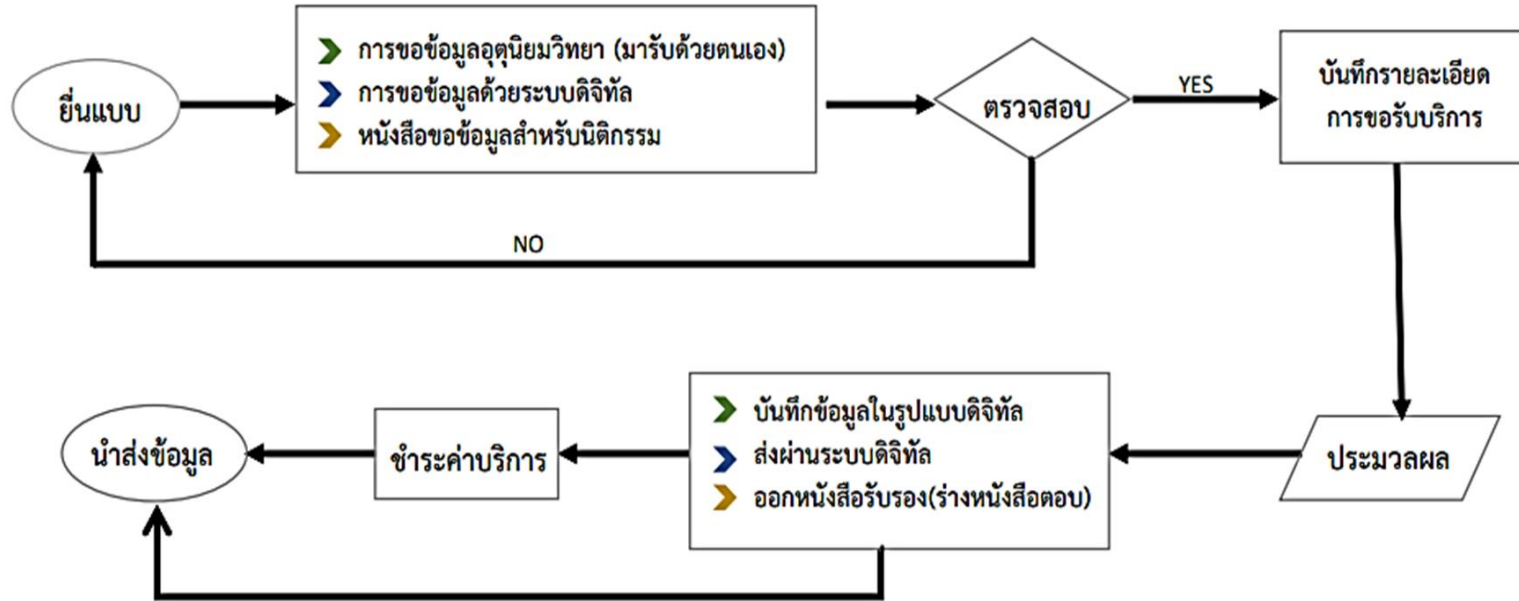 ยื่นแบบ
การขอข้อมูลอุตุนิยมวิทยา (มารับด้วยตนเอง)
การขอข้อมูลด้วยระบบดิจิทัล
หนังสือขอข้อมูลสำหรับนิติกรรม
ตรวจสอบ
YES
บันทึกรายละเอียด
การขอรับบริการ
NO
นำส่งข้อมูล
ชำระค่าบริการ
บันทึกข้อมูลในรูปแบบดิจิทัล
ส่งผ่านระบบดิจิทัล
ออกหนังสือรับรอง(ร่างหนังสือตอบ)
ประมวลผล